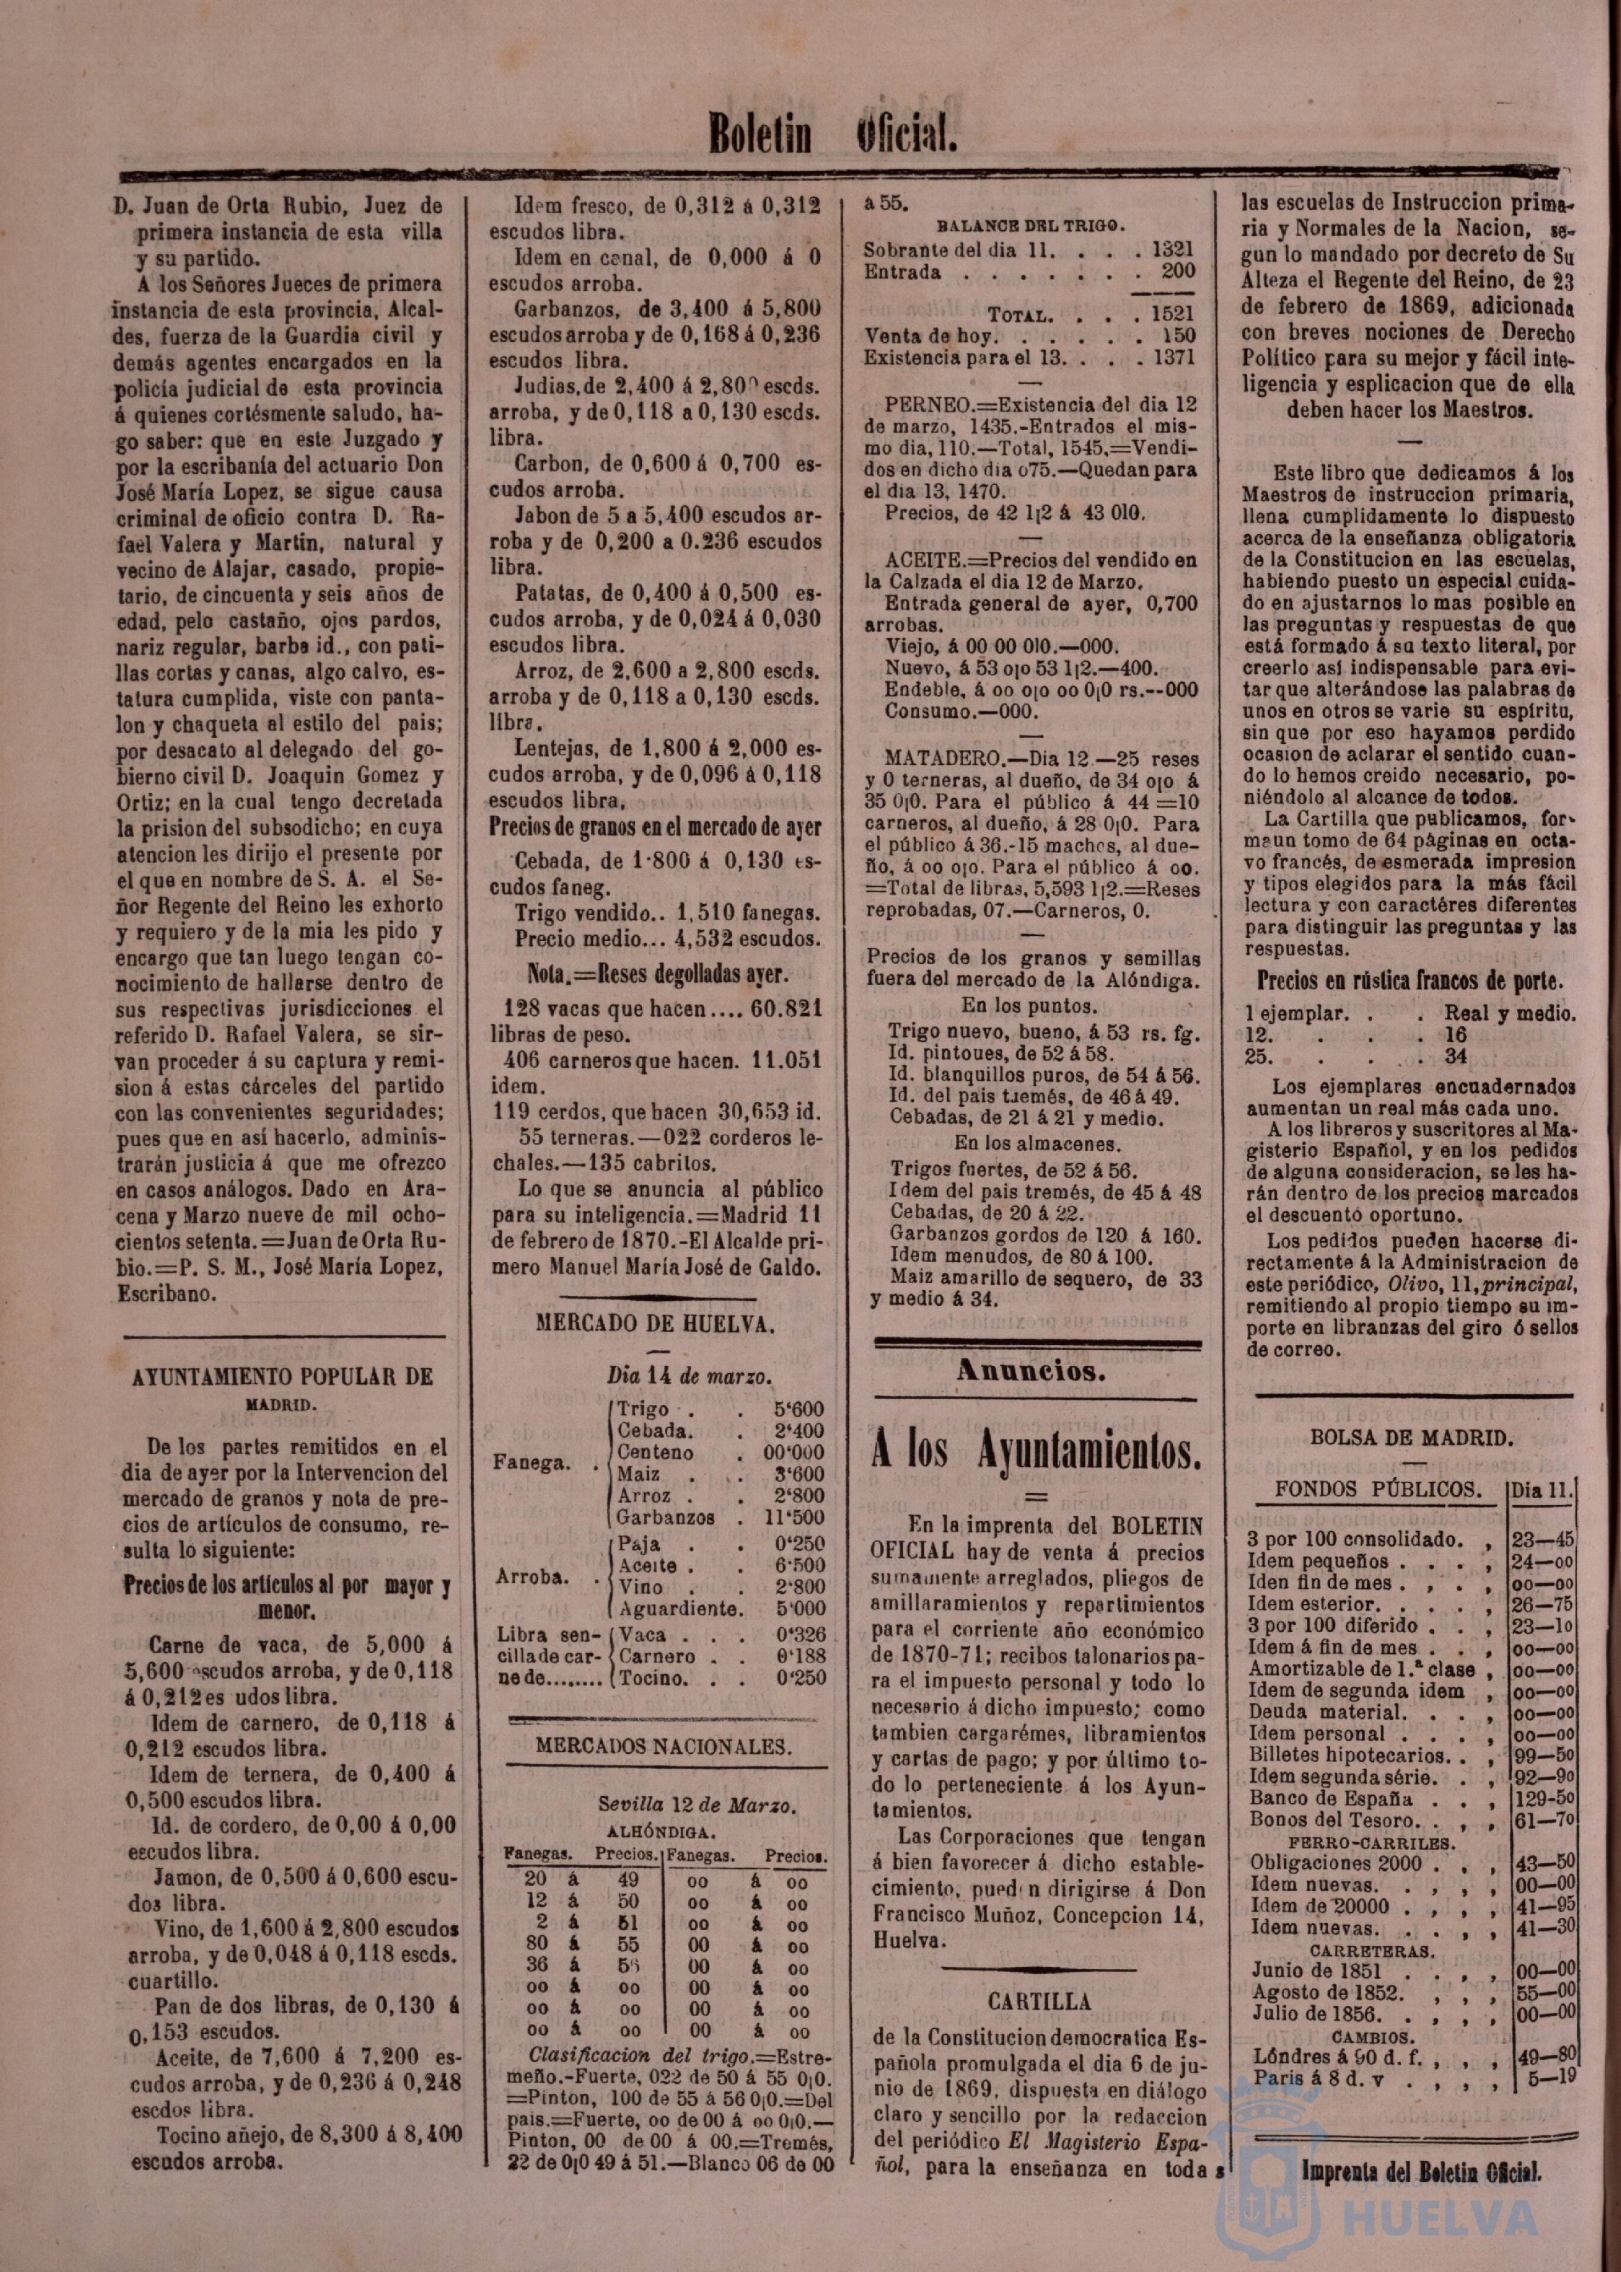 Boletin Oficial.
D. Juan de Orta Rubio, Juez de
primera instancia de esta villa
y su partido.
A los Señores Jueces de primera
instancia de esta provincia, Alcal-
des, fuerza de la Guardia civil y
demás agentes encargados en la
policía judicial de esta provincia
á quienes cortésmente saludo, ha-
go saber: que en este Juzgado y
por la escribanía del actuario Don
José María Lopez, se sigue causa
criminal de oficio contra D. Ra-
fael Valera y Martin, natural y
vecino de Alajar, casado, propie-
tario, de cincuenta y seis años de
edad, pelo castaño, ojos pardos,
nariz regular, barba id., con pati-
llas cortas y canas, algo calvo, es-
tatura cumplida, viste con panta-
lon y chaqueta al estilo del pais;
por desacato al delegado del go-
bierno civil D. Joaquin Gomez y
Ortiz; en la cual tengo decretada
la prision del subsodicho; en cuya
atencion les dirijo el presente por
el que en nombre de S. A. el Se-
ñor Regente del Reino les exhorto
y requiero y de la mia les pido y
encargo que tan luego tengan co-
nocimiento de hallarse dentro de
sus respectivas jurisdicciones el
referido D. Rafael Valera, se sir-
van proceder á su captura y remi-
sion á estas cárceles del partido
con las convenientes seguridades;
pues que en así hacerlo, adminis-
trarán justicia á que me ofrezco
en casos análogos. Dado en Ara-
cena y Marzo nueve de mil ocho-
cientos setenta.=Juan de Orta Ru-
bio.=P. S. M., José María Lopez,
Escribano.
AYUNTAMIENTO POPULAR DE
MADRID.
De los partes remitidos en el
dia de ayer por la Intervencion del
mercado de granos y nota de pre-
cios de artículos de consumo, re-
sulta lo siguiente:
Precios de los artículos al por mayor y
menor.
Carne de vaca, de 5,000 á
5,600 escudos arroba, y de 0,118
á 0,212 es udos libra.
Idem de carnero, de 0,118 á
0,212 escudos libra.
Idem de ternera, de 0,400 á
0,500 escudos libra.
Id. de cordero, de 0,00 á 0,00
escudos libra.
Jamon, de 0,500 á 0,600 escu-
dos libra.
Vino, de 1,600 á 2,800 escudos
arroba, y de 0,048 á 0,118 escds.
cuartillo.
Pan de dos libras, de 0,130 á
0,153 escudos.
Aceite, de 7,600 á 7,200 es-
cudos arroba, y de 0,236 á 0,248
escdos libra.
Tocino añejo, de 8,300 á 8,400
escudos arroba.
Idem fresco, de 0,312 á 0,312
escudos libra.
Idem en canal, de 0,000 á 0
escudos arroba.
Garbanzos, de 3,400 á 5,800
escudos arroba y de 0,168 á 0,236
escudos libra.
Judias, de 2,400 á 2,800 escds.
arroba, y de 0,118 a 0,130 escds.
libra.
Carbon, de 0,600 á 0,700 es-
cudos arroba.
Jabon de 5 a 5,400 escudos ar-
roba y de 0,200 a 0.236 escudos
libra.
Patatas, de 0,400 á 0,500 es-
cudos arroba, y de 0,024 á 0,030
escudos libra.
Arroz, de 2,600 a 2,800 escds.
arroba y de 0,118 a 0,130 escds.
libra.
Lentejas, de 1,800 á 2,000 es-
cudos arroba, y de 0,096 á 0,118
escudos libra,
Precios de granos en el mercado de ayer
Cebada, de 1·800 á 0,130 es-
cudos faneg.
Trigo vendido.. 1,510 fanegas.
Precio medio... 4,532 escudos.
Nota.=Reses degolladas ayer.
128 vacas que hacen.... 60.821
libras de peso.
406 carneros que hacen. 11.051
idem.
119 cerdos, que hacen 30,653 id.
55 terneras.—022 corderos le-
chales.—135 cabritos.
Lo que se anuncia al público
para su inteligencia.=Madrid 11
de febrero de 1870.-El Alcalde pri-
mero Manuel María José de Galdo.
MERCADO DE HUELVA.
Dia 14 de marzo.
Fanega. . Trigo . . 5'600
Cebada. . 2'400
Centeno . 00'000
Maiz . . 3'600
Arroz . . 2'800
Garbanzos . 11'500
Arroba. . Paja . . 0'250
Aceite . . 6'500
Vino . . 2'800
Aguardiente. 5'000
Libra sen- Vaca . . . 0'326
cilla de car- Carnero . . 0'188
ne de........ Tocino. . . 0'250
MERCADOS NACIONALES.
Sevilla 12 de Marzo.
ALHÓNDIGA.
Fanegas. Precios. Fanegas. Precios.
20 á 49 00 á 00
12 á 50 00 á 00
2 á 51 00 á 00
80 á 55 00 á 00
36 á 00 á 00
00 á 00 00 á 00
00 á 00 00 á 00
00 á 00 00 á 00
Clasificacion del trigo.=Estre-
meño.-Fuerte, 022 de 50 á 55 0¡0.
=Pinton, 100 de 55 á 56 0¡0.=Del
pais.=Fuerte, 00 de 00 á 00 0¡0.—
Pinton, 00 de 00 á 00.=Tremés,
22 de 0¡0 49 á 51.—Blanco 06 de 00
a 55.
BALANCE DEL TRIGO.
Sobrante del dia 11. . . . 1321
Entrada . . . . . . . 200
TOTAL. . . . 1521
Venta de hoy. . . . . . 150
Existencia para el 13. . . . 1371
PERNEO.=Existencia del dia 12
de marzo, 1435.-Entrados el mis-
mo dia, 110.—Total, 1545,=Vendi-
dos en dicho dia 075.—Quedan para
el dia 13, 1470.
Precios, de 42 1¡2 á 43 0¡0.
ACEITE.=Precios del vendido en
la Calzada el dia 12 de Marzo.
Entrada general de ayer, 0,700
arrobas.
Viejo, á 00 00 0¡0.—000.
Nuevo, á 53 0¡0 53 1¡2.—400.
Endeble, á 00 0¡0 00 0¡0 rs.--000
Consumo.—000.
MATADERO.—Dia 12.—25 reses
y 0 terneras, al dueño, de 34 0¡0 á
35 0¡0. Para el público á 44=10
carneros, al dueño, á 28 0¡0. Para
el público á 36.-15 machos, al due-
ño, á 00 0¡0. Para el público á 00.
=Total de libras, 5,593 1¡2.=Reses
reprobadas, 07.—Carneros, 0.
Precios de los granos y semillas
fuera del mercado de la Alóndiga.
En los puntos.
Trigo nuevo, bueno, á 53 rs. fg.
Id. pintoues, de 52 á 58.
Id. blanquillos puros, de 54 á 56.
Id. del pais tremés, de 46 á 49.
Cebadas, de 21 á 21 y medio.
En los almacenes.
Trigos fuertes, de 52 á 56.
Idem del pais tremés, de 45 á 48
Cebadas, de 20 á 22.
Garbanzos gordos de 120 á 160.
Idem menudos, de 80 á 100.
Maiz amarillo de sequero, de 33
y medio á 34.
Anuncios.
A los Ayuntamientos.
En la imprenta del BOLETIN
OFICIAL hay de venta á precios
sumamente arreglados, pliegos de
amillaramientos y repartimientos
para el corriente año económico
de 1870-71; recibos talonarios pa-
ra el impuesto personal y todo lo
necesario á dicho impuesto; como
tambien cargarémes, libramientos
y cartas de pago; y por último to-
do lo perteneciente á los Ayun-
tamientos.
Las Corporaciones que tengan
á bien favorecer á dicho estable-
cimiento, pued n dirigirse á Don
Francisco Muñoz, Concepcion 14,
Huelva.
CARTILLA
de la Constitucion democratica Es-
pañola promulgada el dia 6 de ju-
nio de 1869, dispuesta en diálogo
claro y sencillo por la redaccion
del periódico El Magisterio Espa-
ñol, para la enseñanza en toda s
las escuelas de Instruccion prima-
ria y Normales de la Nacion, se-
gun lo mandado por decreto de Su
Alteza el Regente del Reino, de 23
de febrero de 1869, adicionada
con breves nociones de Derecho
Político para su mejor y fácil inte-
ligencia y esplicacion que de ella
deben hacer los Maestros.
Este libro que dedicamos á los
Maestros de instruccion primaria,
llena cumplidamente lo dispuesto
acerca de la enseñanza obligatoria
de la Constitucion en las escuelas,
habiendo puesto un especial cuida-
do en ajustarnos lo mas posible en
las preguntas y respuestas de que
está formado á su texto literal, por
creerlo así indispensable para evi-
tar que alterándose las palabras de
unos en otros se varie su espíritu,
sin que por eso hayamos perdido
ocasion de aclarar el sentido cuan-
do lo hemos creido necesario, po-
niéndolo al alcance de todos.
La Cartilla que publicamos, for-
ma un tomo de 64 páginas en octa-
vo francés, de esmerada impresion
y tipos elegidos para la más fácil
lectura y con caractéres diferentes
para distinguir las preguntas y las
respuestas.
Precios en rústica francos de porte.
1 ejemplar. . . Real y medio.
12. . . . 16
25. . . . 34
Los ejemplares encuadernados
aumentan un real más cada uno.
A los libreros y suscritores al Ma-
gisterio Español, y en los pedidos
de alguna consideracion, se les ha-
rán dentro de los precios marcados
el descuento oportuno.
Los pedidos pueden hacerse di-
rectamente á la Administracion de
este periódico, Olivo, 11, principal,
remitiendo al propio tiempo su im-
porte en libranzas del giro ó sellos
de correo.
BOLSA DE MADRID.
FONDOS PÚBLICOS. Dia 11.
3 por 100 consolidado. , 23—45
Idem pequeños . . . , 24—00
Iden fin de mes . , . , 00—00
Idem esterior. . . . , 26—75
3 por 100 diferido . . , 23—10
Idem á fin de mes . . , 00—00
Amortizable de 1.ª clase , 00—00
Idem de segunda idem , 00—00
Deuda material. . . , 00—00
Idem personal . . . , 00—00
Billetes hipotecarios. . , 99—50
Idem segunda série. . , 92—90
Banco de España . . , 129-50
Bonos del Tesoro. . , , 61—70
FERRO-CARRILES.
Obligaciones 2000 . . , 43—50
Idem nuevas. . , , , 00—00
Idem de 20000 . , , , 41—95
Idem nuevas. . . , , 41—30
CARRETERAS.
Junio de 1851 . . , , 00—00
Agosto de 1852. , , , 55—00
Julio de 1856. . , , , 00—00
CAMBIOS.
Lóndres á 90 d. f. , , , 49—80
Paris á 8 d. v . , , , 5—19
Imprenta del Boletin Oficial.
HUELVA